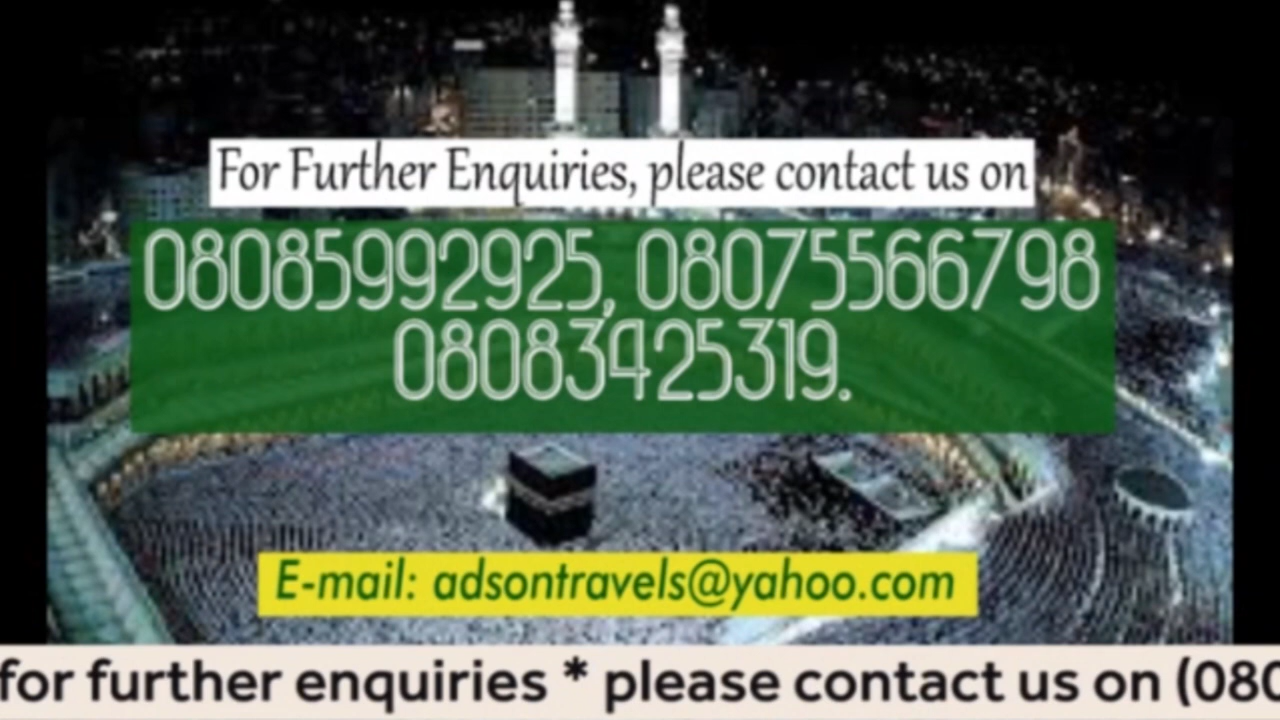 For Further Enquiries, please contact us on
08085992925, 08075566798
08083425319.
E-mail: adsontravels@yahoo.com
for further enquiries * please contact us on (080